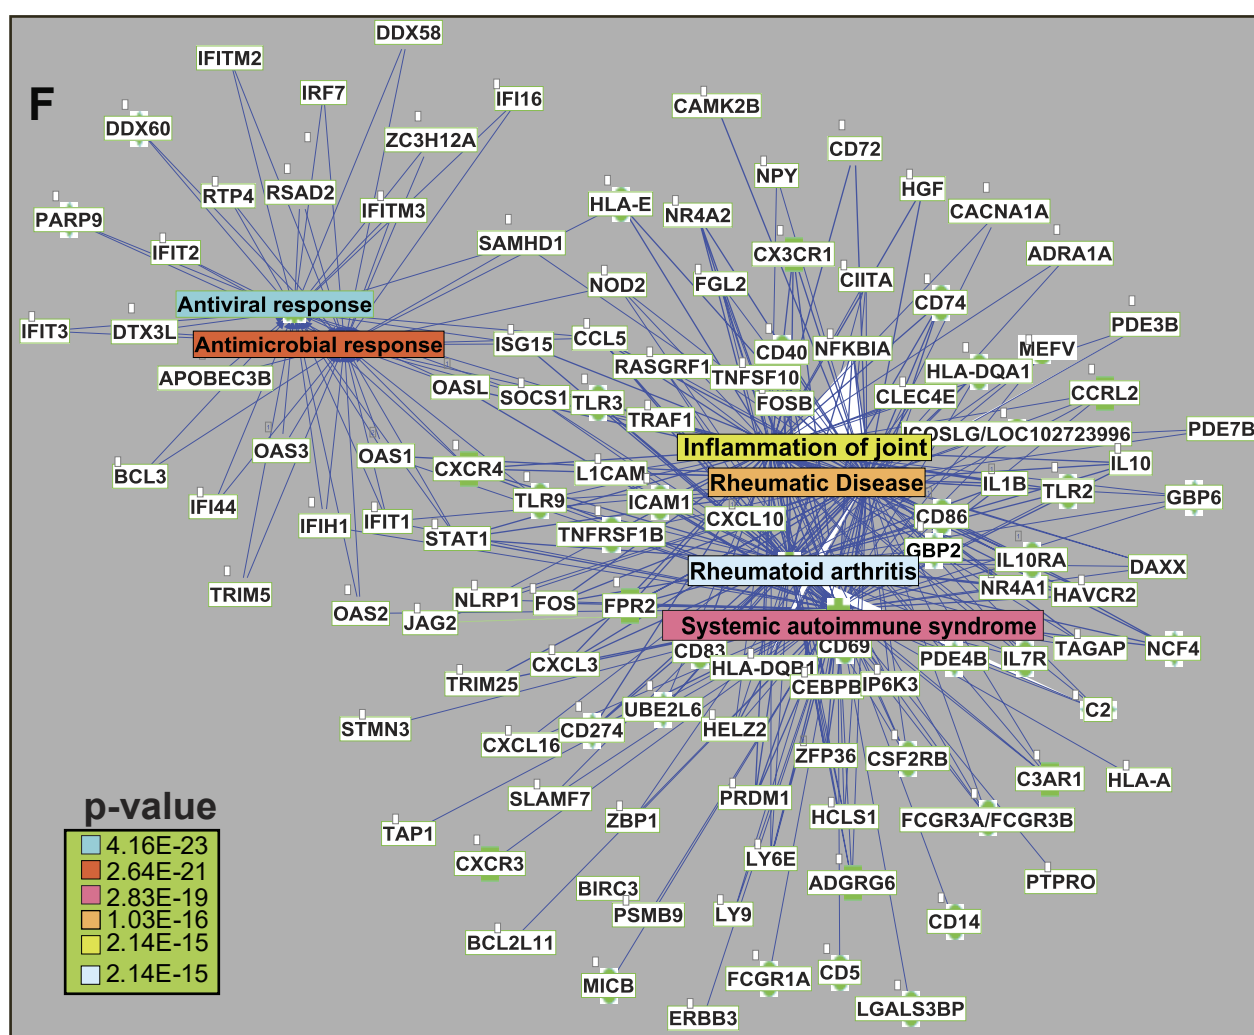 F
DDX58
IFITM2
IRF7
IFI16
CAMK2B
DDX60
ZC3H12A
CD72
NPY
HGF
RTP4
RSAD2
IFITM3
HLA-E
NR4A2
CACNA1A
PARP9
SAMHD1
CX3CR1
ADRA1A
IFIT2
NOD2
FGL2
CIITA
CD74
Antiviral response
IFIT3
DTX3L
PDE3B
Antimicrobial response
ISG15
CCL5
CD40
NFKBIA
MEFV
RASGRF1
HLA-DQA1
APOBEC3B
OASL
TNFSF10
SOCS1
TLR3
FOSB
CLEC4E
CCRL2
TRAF1
ICOSLG/LOC102723996
PDE7B
Inflammation of joint
OAS3
OAS1
CXCR4
L1CAM
IL10
BCL3
Rheumatic Disease
IL1B
TLR2
GBP6
TLR9
ICAM1
IFI44
IFIH1
IFIT1
CXCL10
CD86
STAT1
TNFRSF1B
GBP2
IL10RA
DAXX
Rheumatoid arthritis
TRIM5
NLRP1
FOS
FPR2
NR4A1
HAVCR2
OAS2
JAG2
Systemic autoimmune syndrome
CD83
CD69
TAGAP
NCF4
CXCL3
HLA-DQB1
PDE4B
IL7R
TRIM25
CEBPB
IP6K3
UBE2L6
C2
STMN3
CXCL16
CD274
HELZ2
ZFP36
CSF2RB
C3AR1
HLA-A
SLAMF7
PRDM1
p-value
ZBP1
HCLS1
FCGR3A/FCGR3B
TAP1
4.16E-23
CXCR3
LY6E
2.64E-21
BIRC3
ADGRG6
PTPRO
2.83E-19
PSMB9
LY9
1.03E-16
CD14
2.14E-15
BCL2L11
2.14E-15
MICB
FCGR1A
CD5
ERBB3
LGALS3BP